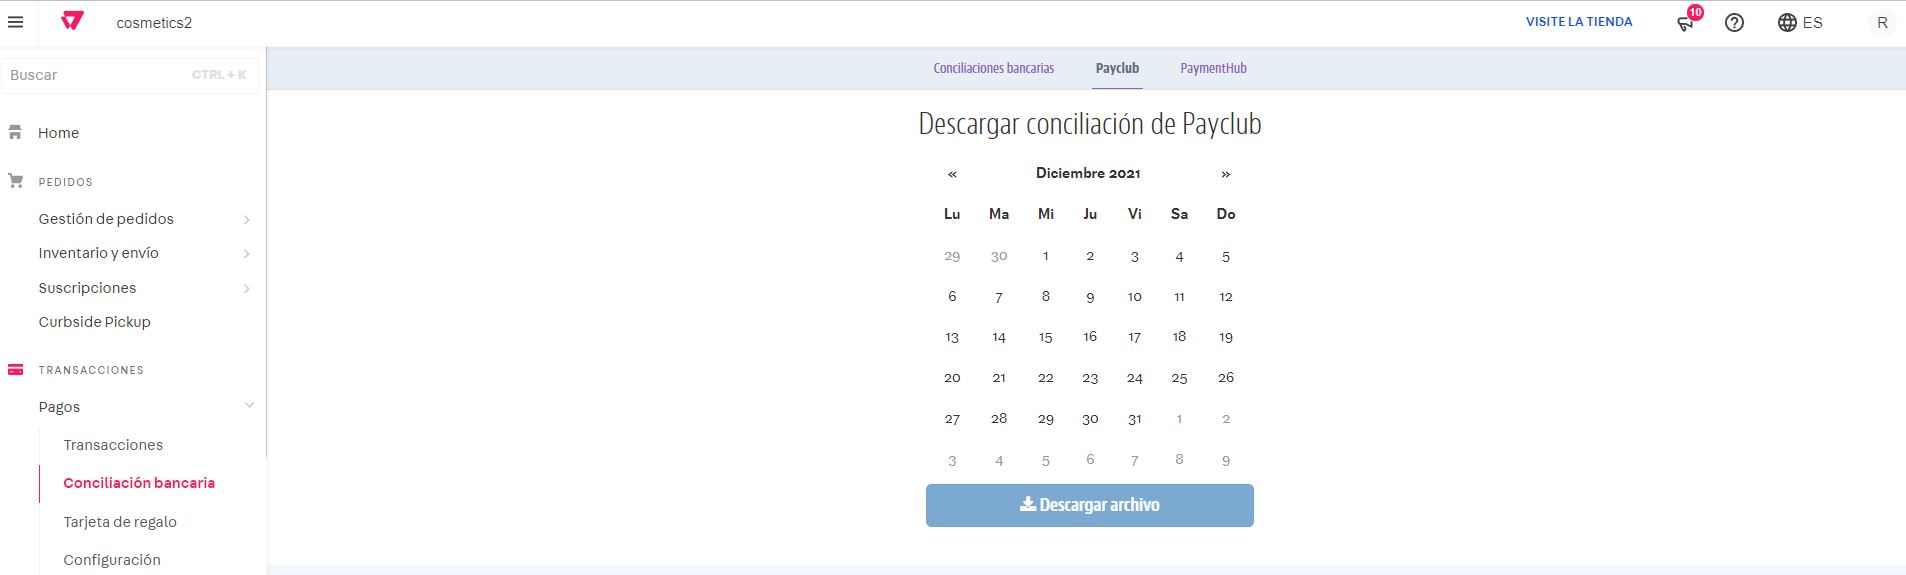 cosmetics2
VISITE LA TIENDA
10
ES
R
Buscar CTRL + K
Home
PEDIDOS
Gestión de pedidos
Inventario y envío
Suscripciones
Curbside Pickup
TRANSACCIONES
Pagos
Transacciones
Conciliación bancaria
Tarjeta de regalo
Configuración
Conciliaciones bancarias Payclub PaymentHub
Descargar conciliación de Payclub
« Diciembre 2021 »
Lu Ma Mi Ju Vi Sa Do
29 30 1 2 3 4 5
6 7 8 9 10 11 12
13 14 15 16 17 18 19
20 21 22 23 24 25 26
27 28 29 30 31 1 2
3 4 5 6 7 8 9
Descargar archivo